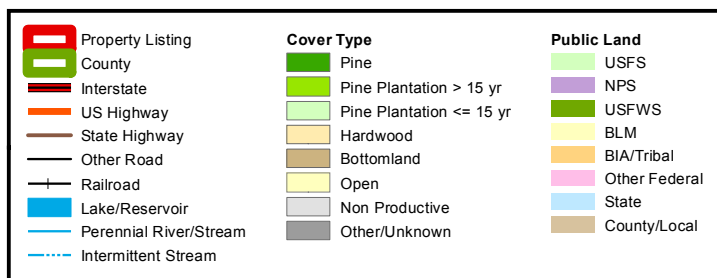 Property Listing
County
Interstate
US Highway
State Highway
Other Road
Railroad
Lake/Reservoir
Perennial River/Stream
Intermittent Stream
Cover Type
Pine
Pine Plantation > 15 yr
Pine Plantation <= 15 yr
Hardwood
Bottomland
Open
Non Productive
Other/Unknown
Public Land
USFS
NPS
USFWS
BLM
BIA/Tribal
Other Federal
State
County/Local